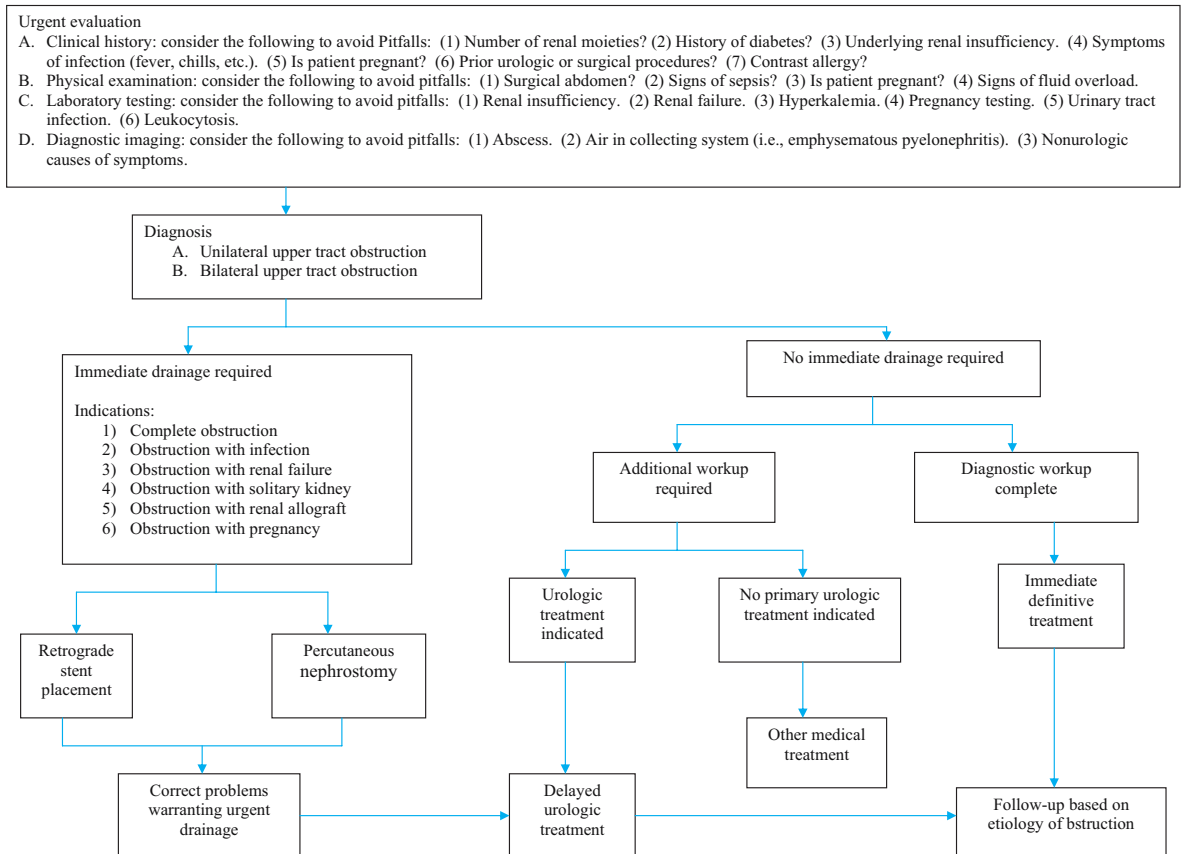 Urgent evaluation
A. Clinical history: consider the following to avoid Pitfalls: (1) Number of renal moieties? (2) History of diabetes? (3) Underlying renal insufficiency. (4) Symptoms
of infection (fever, chills, etc.). (5) Is patient pregnant? (6) Prior urologic or surgical procedures? (7) Contrast allergy?
B. Physical examination: consider the following to avoid pitfalls: (1) Surgical abdomen? (2) Signs of sepsis? (3) Is patient pregnant? (4) Signs of fluid overload.
C. Laboratory testing: consider the following to avoid pitfalls: (1) Renal insufficiency. (2) Renal failure. (3) Hyperkalemia. (4) Pregnancy testing. (5) Urinary tract
infection. (6) Leukocytosis.
D. Diagnostic imaging: consider the following to avoid pitfalls: (1) Abscess. (2) Air in collecting system (i.e., emphysematous pyelonephritis). (3) Nonurologic
causes of symptoms.
Diagnosis
A. Unilateral upper tract obstruction
B. Bilateral upper tract obstruction
Immediate drainage required
Indications:
1) Complete obstruction
2) Obstruction with infection
3) Obstruction with renal failure
4) Obstruction with solitary kidney
5) Obstruction with renal allograft
6) Obstruction with pregnancy
No immediate drainage required
Additional workup
required
Diagnostic workup
complete
Urologic
treatment
indicated
No primary urologic
treatment indicated
Immediate
definitive
treatment
Retrograde
stent
placement
Percutaneous
nephrostomy
Other medical
treatment
Correct problems
warranting urgent
drainage
Delayed
urologic
treatment
Follow-up based on
etiology of bstruction